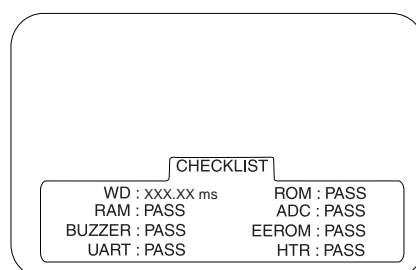 CHECKLIST
WD : XXX.XX ms ROM : PASS
RAM : PASS ADC : PASS
BUZZER : PASS EEROM : PASS
UART : PASS HTR : PASS